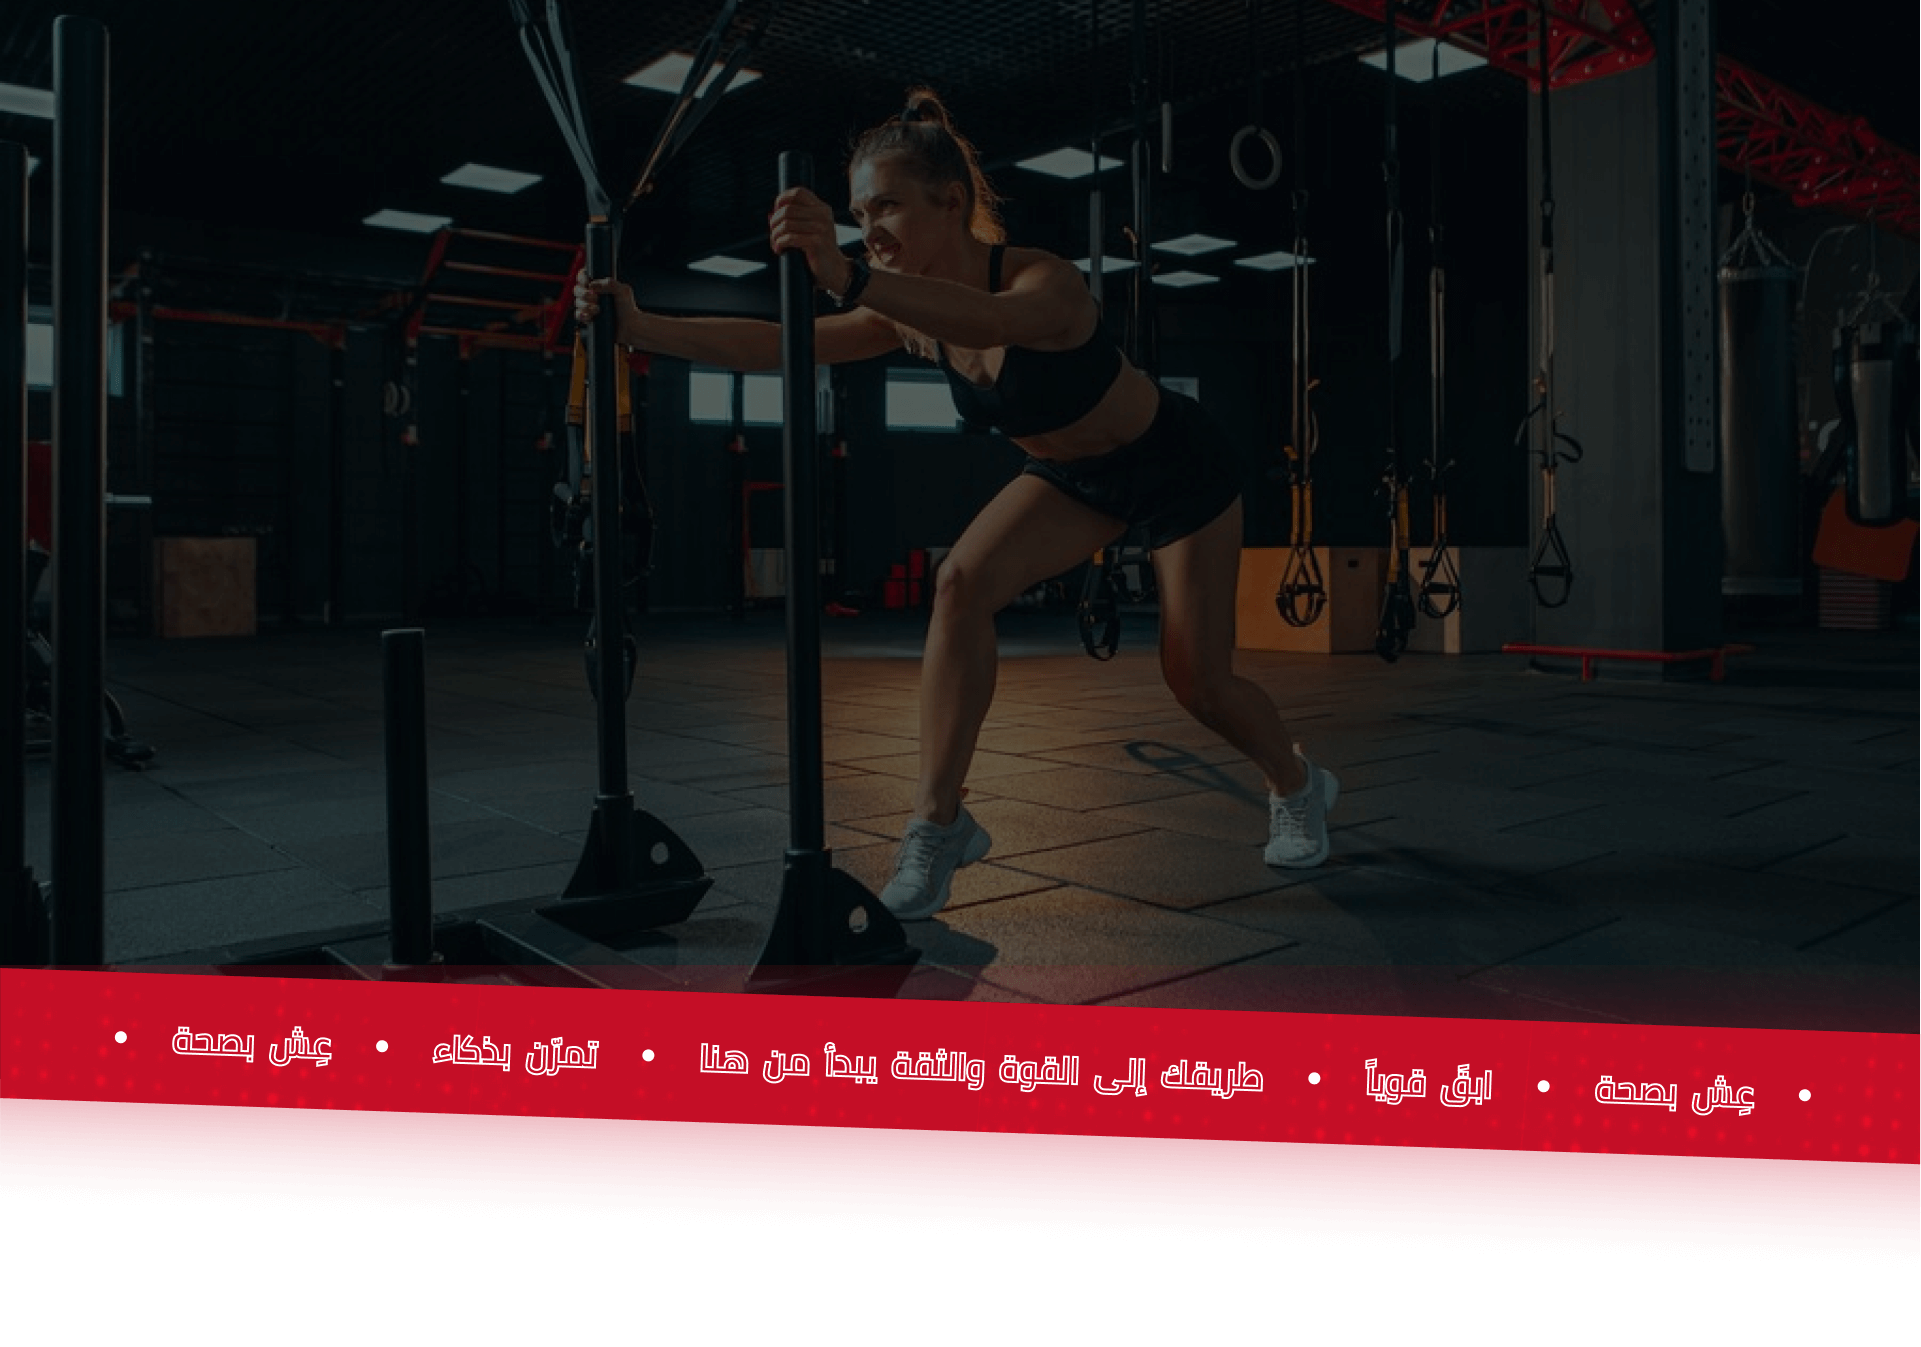 عِش بصحة • ابقَ قوياً • طريقك إلى القوة والثقة يبدأ من هنا • تمرّن بذكاء • عِش بصحة